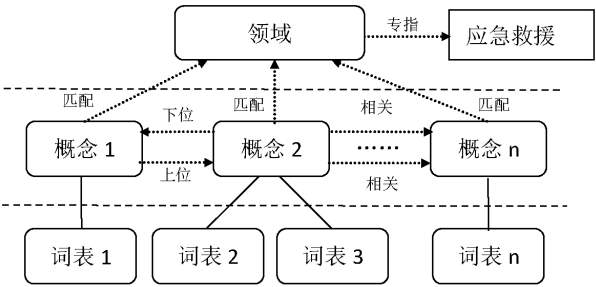 领域
专指
应急救援
匹配
匹配
相关
匹配
下位
概念 1
概念 2
……
概念 n
上位
相关
词表 1
词表 2
词表 3
词表 n